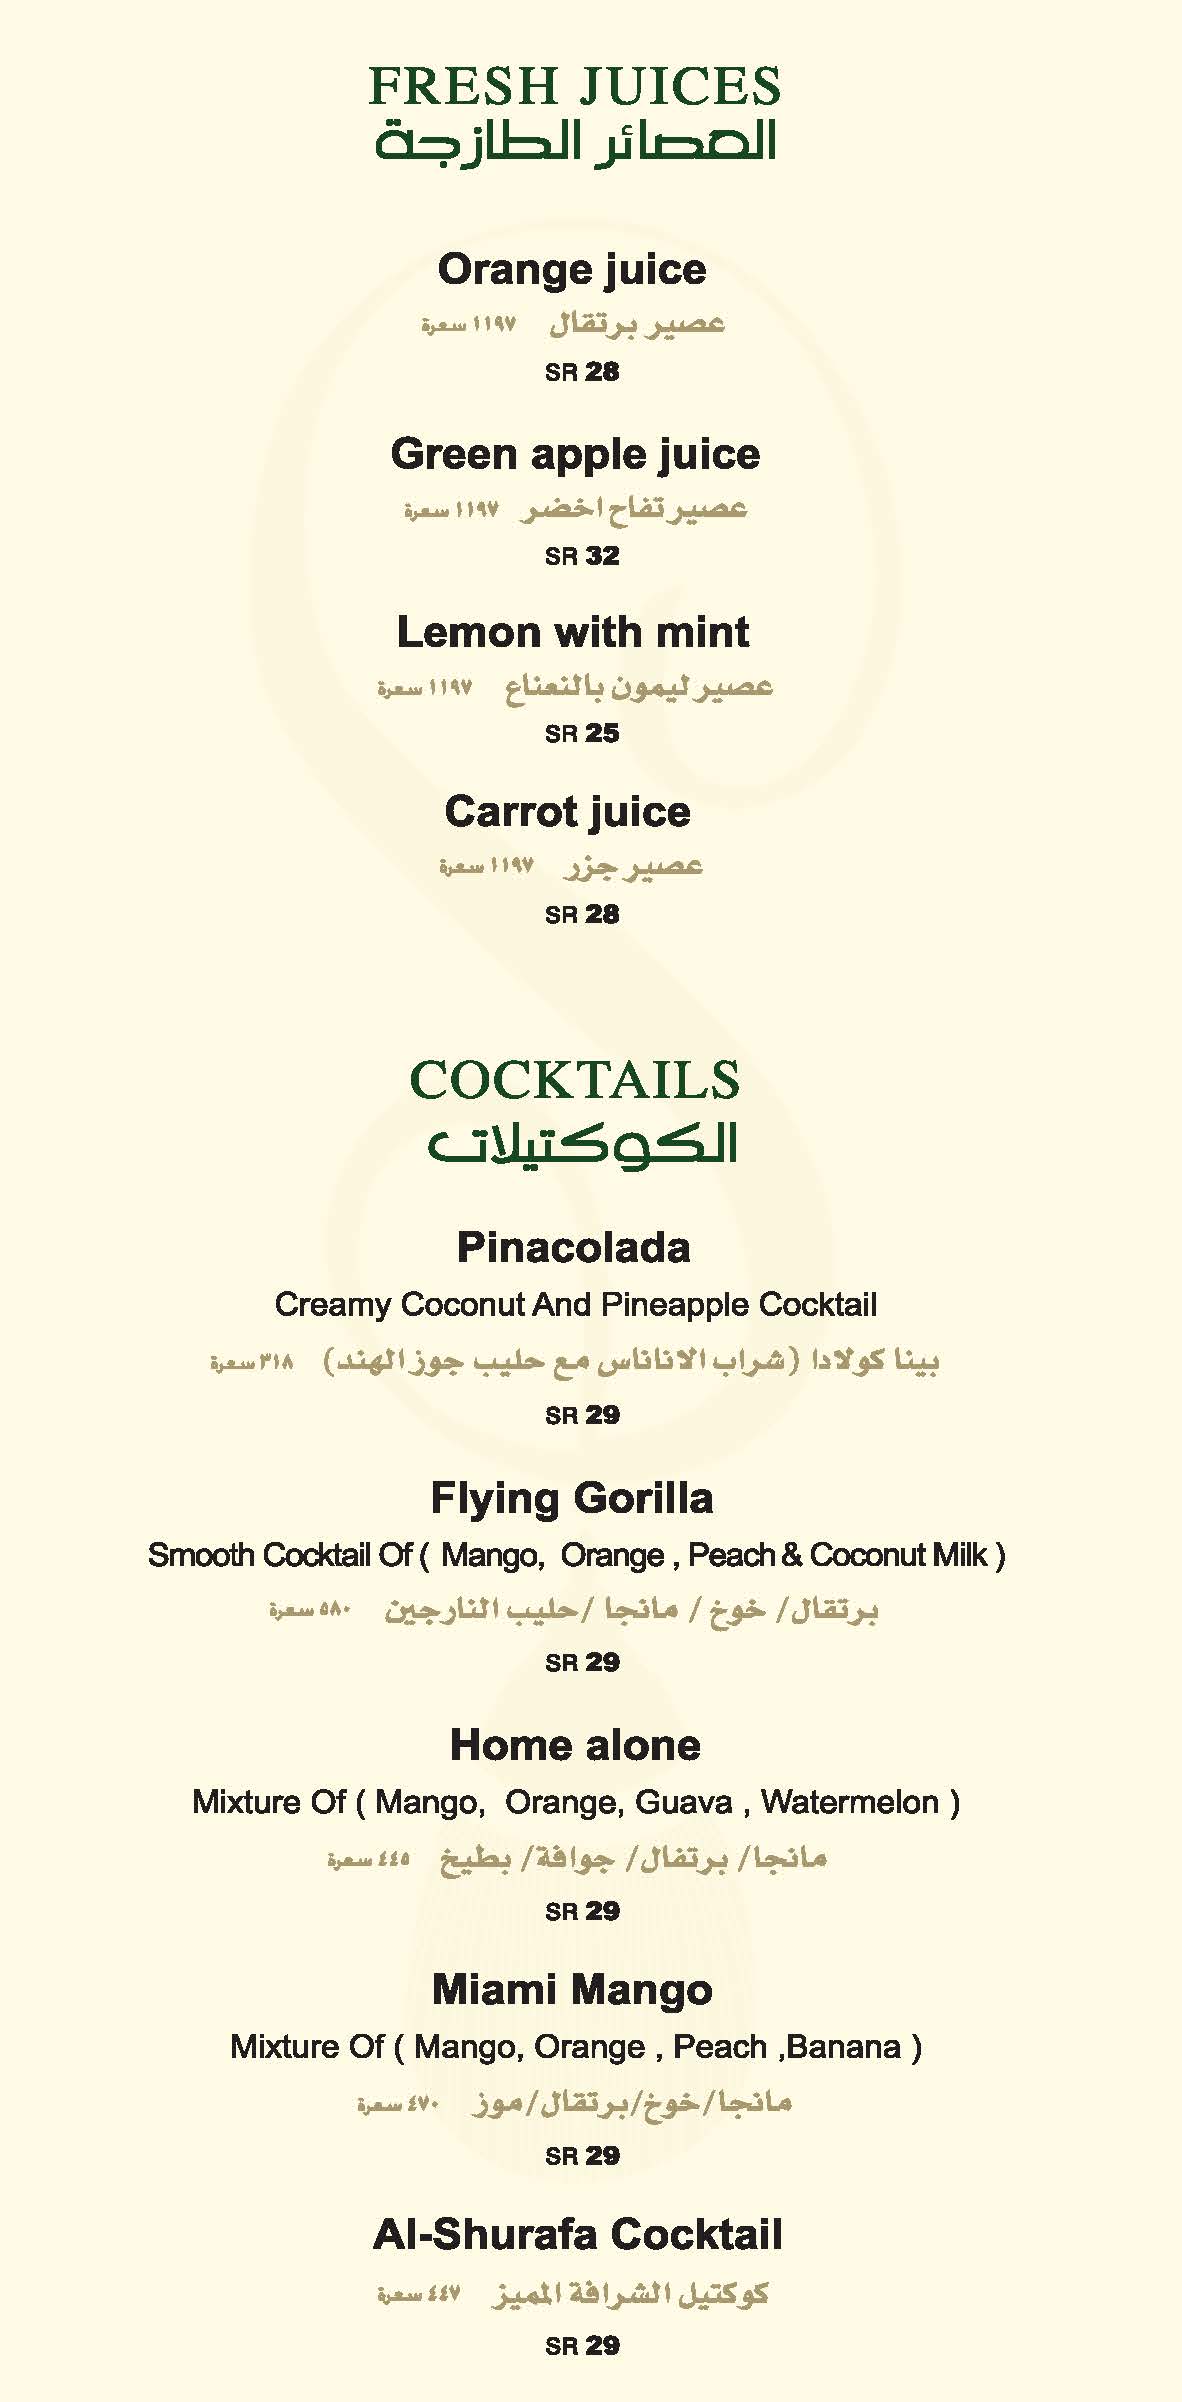 FRESH JUICES
العصائر الطازجة
Orange juice
عصير برتقال ١١٩٧ سعرة
SR 28
Green apple juice
عصير تفاح اخضر ١١٩٧ سعرة
SR 32
Lemon with mint
عصير ليمون بالنعناع ١١٩٧ سعرة
SR 25
Carrot juice
عصير جزر ١١٩٧ سعرة
SR 28
COCKTAILS
الكوكتيلات
Pinacolada
Creamy Coconut And Pineapple Cocktail
بينا كولادا (شراب الاناناس مع حليب جوز الهند) ٣١٨ سعرة
SR 29
Flying Gorilla
Smooth Cocktail Of ( Mango, Orange , Peach & Coconut Milk )
برتقال/ خوخ / مانجا /حليب النارجين ٥٨٠ سعرة
SR 29
Home alone
Mixture Of ( Mango, Orange, Guava , Watermelon )
مانجا/ برتفال/ جوافة/ بطيخ ٤٤٥ سعرة
SR 29
Miami Mango
Mixture Of ( Mango, Orange , Peach ,Banana )
مانجا/خوخ/برتقال/موز ٤٧٠ سعرة
SR 29
Al-Shurafa Cocktail
كوكتيل الشرافة المميز ٤٤٧ سعرة
SR 29